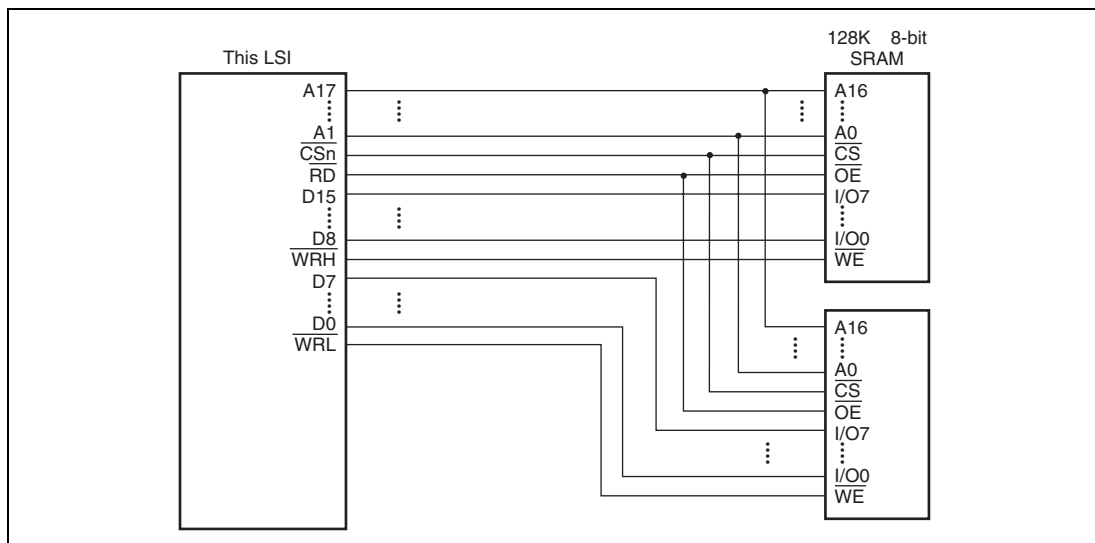 This LSI
A17
A1
CSn
RD
D15
D8
WRH
D7
D0
WRL
128K 8-bit
SRAM
A16
A0
CS
OE
I/O7
I/O0
WE
A16
A0
CS
OE
I/O7
I/O0
WE